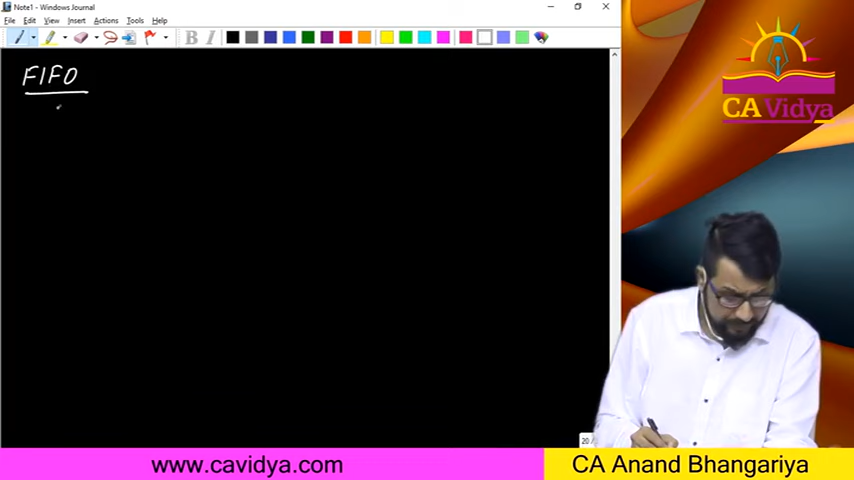 Note1 - Windows Journal
File Edit View Insert Actions Tools Help
B I
FIFO
CA Vidya
20 /
www.cavidya.com
CA Anand Bhangariya